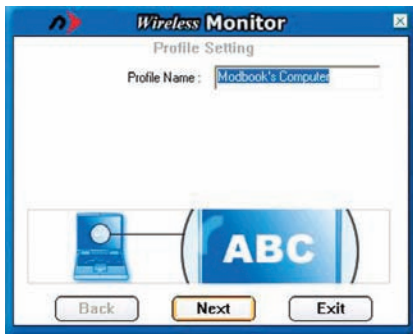 Wireless Monitor
Profile Setting
Profile Name : Modbook's Computer
ABC
Back Next Exit